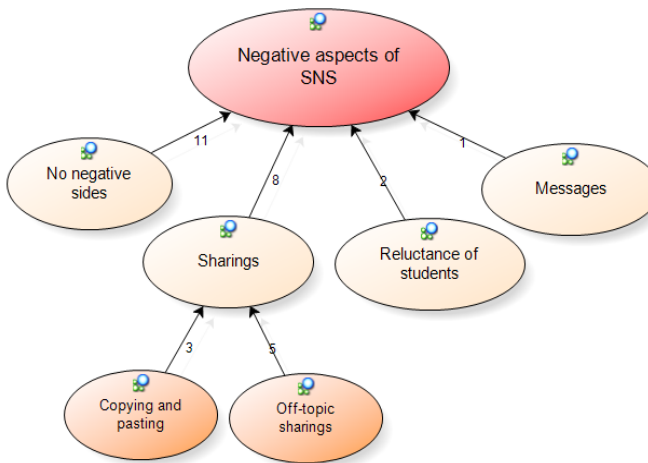 Negative aspects of
SNS
11
8
2
1
No negative
sides
Messages
Sharings
Reluctance of
students
3
5
Copying and
pasting
Off-topic
sharings